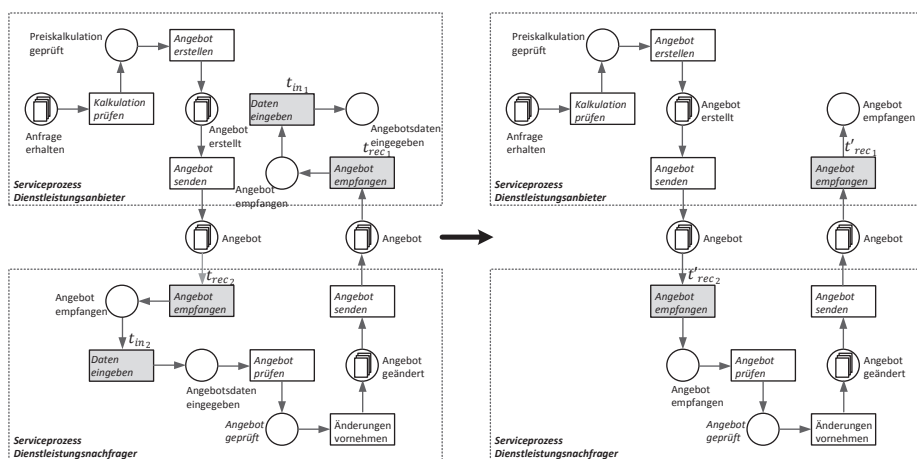 Preiskalkulation
geprüft
Angebot
erstellen
Anfrage
erhalten
Kalkulation
prüfen
Angebot
erstellt
t_in1
Daten
eingeben
Angebotsdaten
eingegeben
t_rec1
Angebot
empfangen
Angebot
empfangen
Angebot
senden
Serviceprozess
Dienstleistungsanbieter
Angebot
Angebot
t_rec2
Angebot
empfangen
Angebot
empfangen
t_in2
Daten
eingeben
Angebotsdaten
eingegeben
Angebot
prüfen
Angebot
geprüft
Änderungen
vornehmen
Angebot
geändert
Angebot
senden
Serviceprozess
Dienstleistungsnachfrager
Preiskalkulation
geprüft
Angebot
erstellen
Anfrage
erhalten
Kalkulation
prüfen
Angebot
erstellt
Angebot
empfangen
t'_rec1
Angebot
empfangen
Angebot
senden
Serviceprozess
Dienstleistungsanbieter
Angebot
Angebot
t'_rec2
Angebot
empfangen
Angebot
empfangen
Angebot
prüfen
Angebot
geprüft
Änderungen
vornehmen
Angebot
geändert
Angebot
senden
Serviceprozess
Dienstleistungsnachfrager